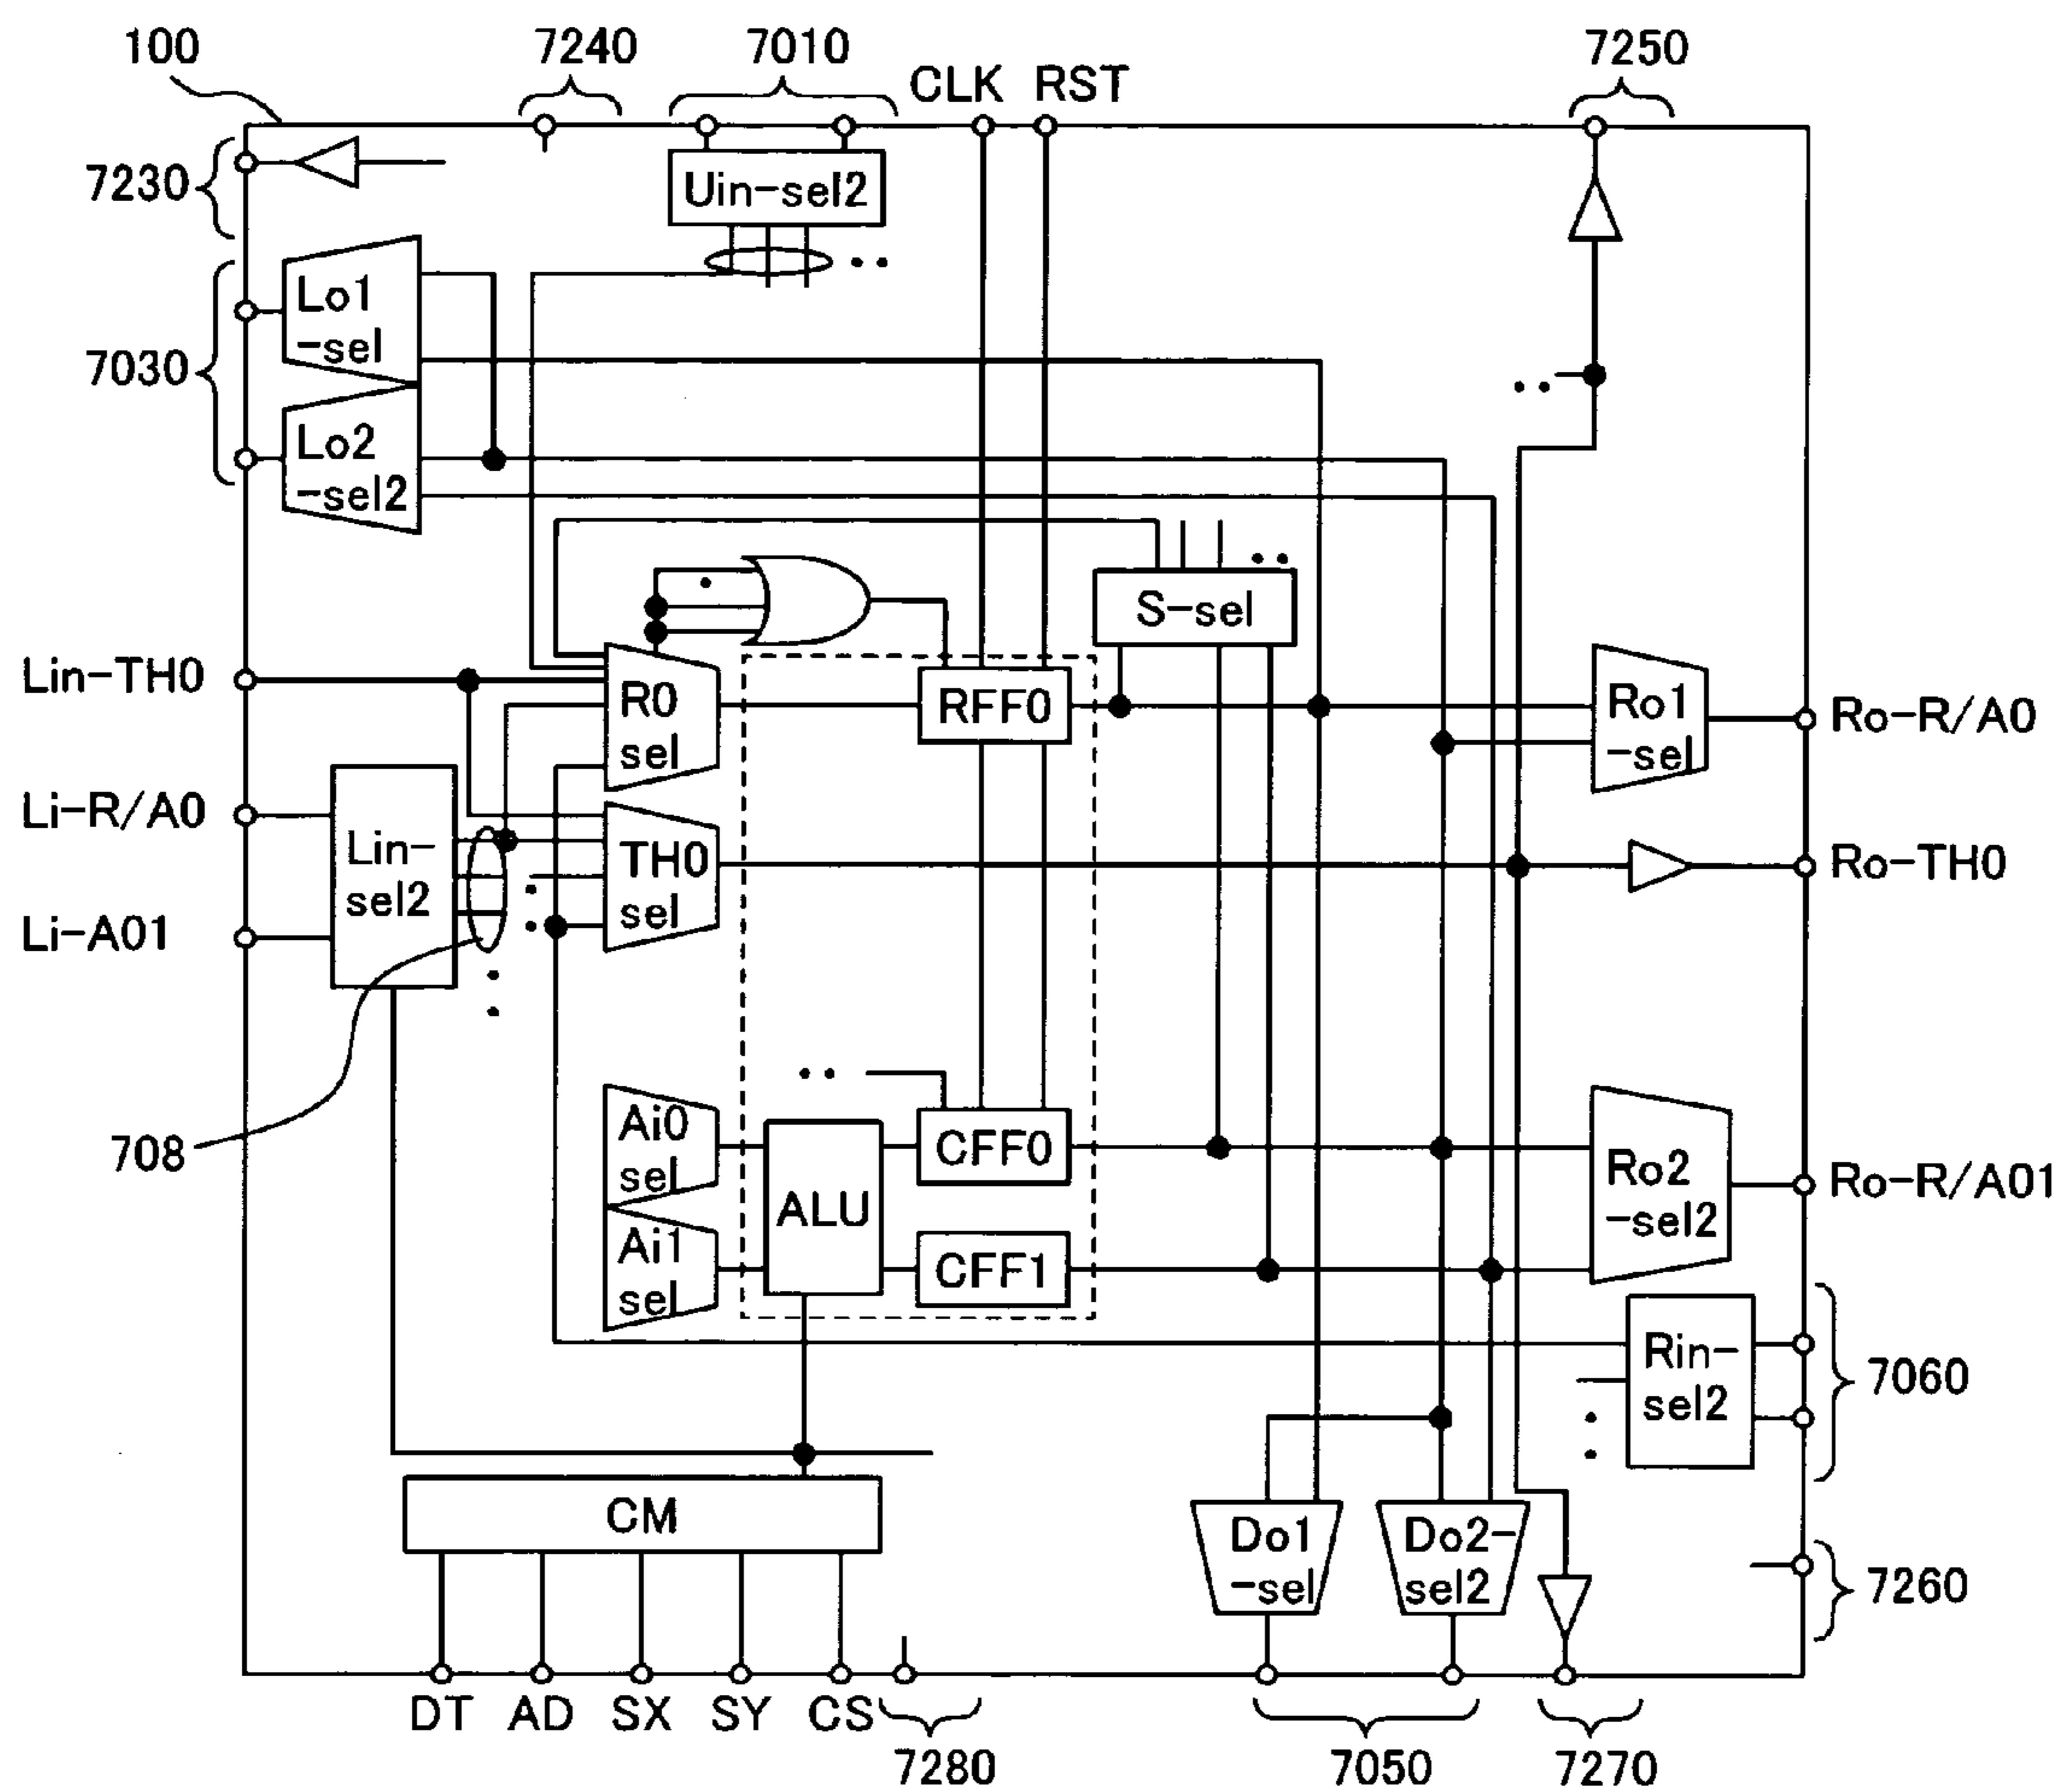 100
7240
7010
CLK
RST
7250
7230
Uin-sel2
7030
Lo1
-sel
Lo2
-sel2
S-sel
Lin-TH0
R0
sel
RFF0
Ro1
-sel
Ro-R/A0
Li-R/A0
Lin-
sel2
TH0
sel
Ro-TH0
Li-A01
708
Ai0
sel
ALU
CFF0
Ro2
-sel2
Ro-R/A01
Ai1
sel
CFF1
Rin-
sel2
7060
CM
Do1
-sel
Do2-
sel2
7260
DT
AD
SX
SY
CS
7280
7050
7270